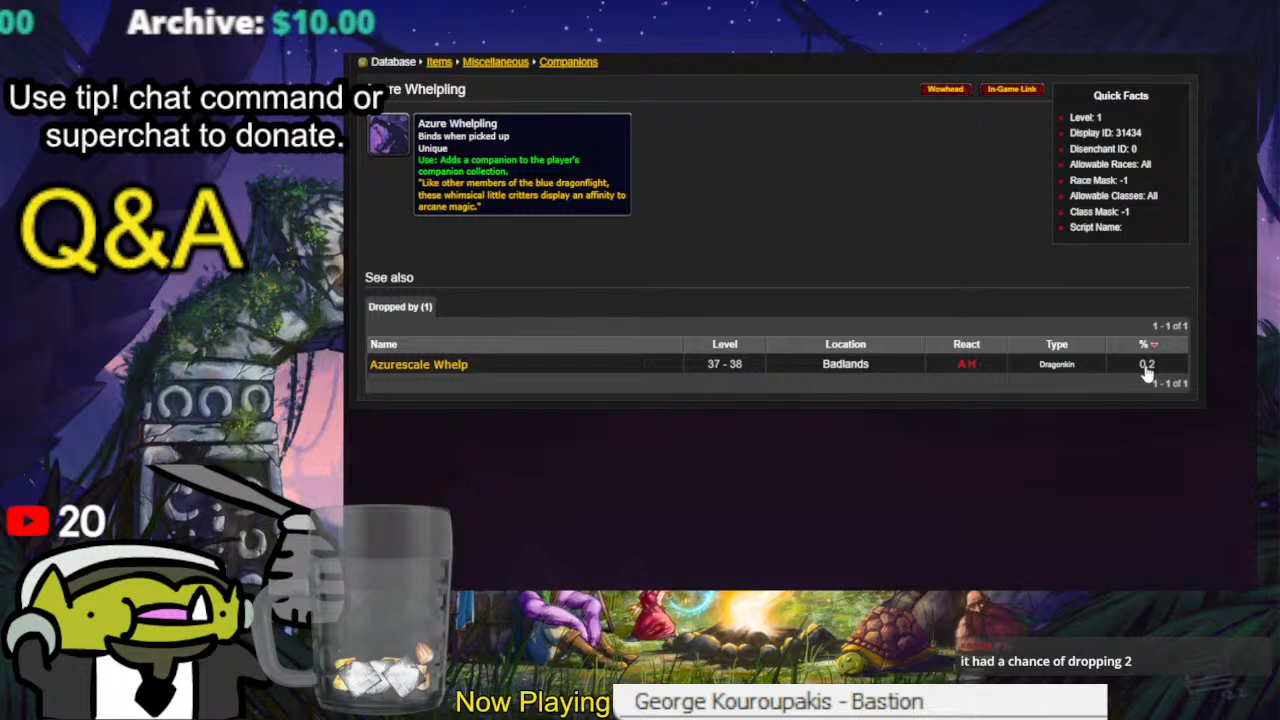 00
Archive: $10.00
Use tip! chat command or
superchat to donate.
Q&A
20
Database Items Miscellaneous Companions
re Whelpling
Wowhead
In-Game Link
Azure Whelpling
Binds when picked up
Unique
Use: Adds a companion to the player's
companion collection.
"Like other members of the blue dragonflight,
these whimsical little critters display an affinity to
arcane magic."
Quick Facts
Level: 1
Display ID: 31434
Disenchant ID: 0
Allowable Races: All
Race Mask: -1
Allowable Classes: All
Class Mask: -1
Script Name:
See also
Dropped by (1)
1 - 1 of 1
Name Level Location React Type %
Azurescale Whelp 37 - 38 Badlands A H Dragonkin 0.2
1 - 1 of 1
it had a chance of dropping 2
Now Playing George Kouroupakis - Bastion